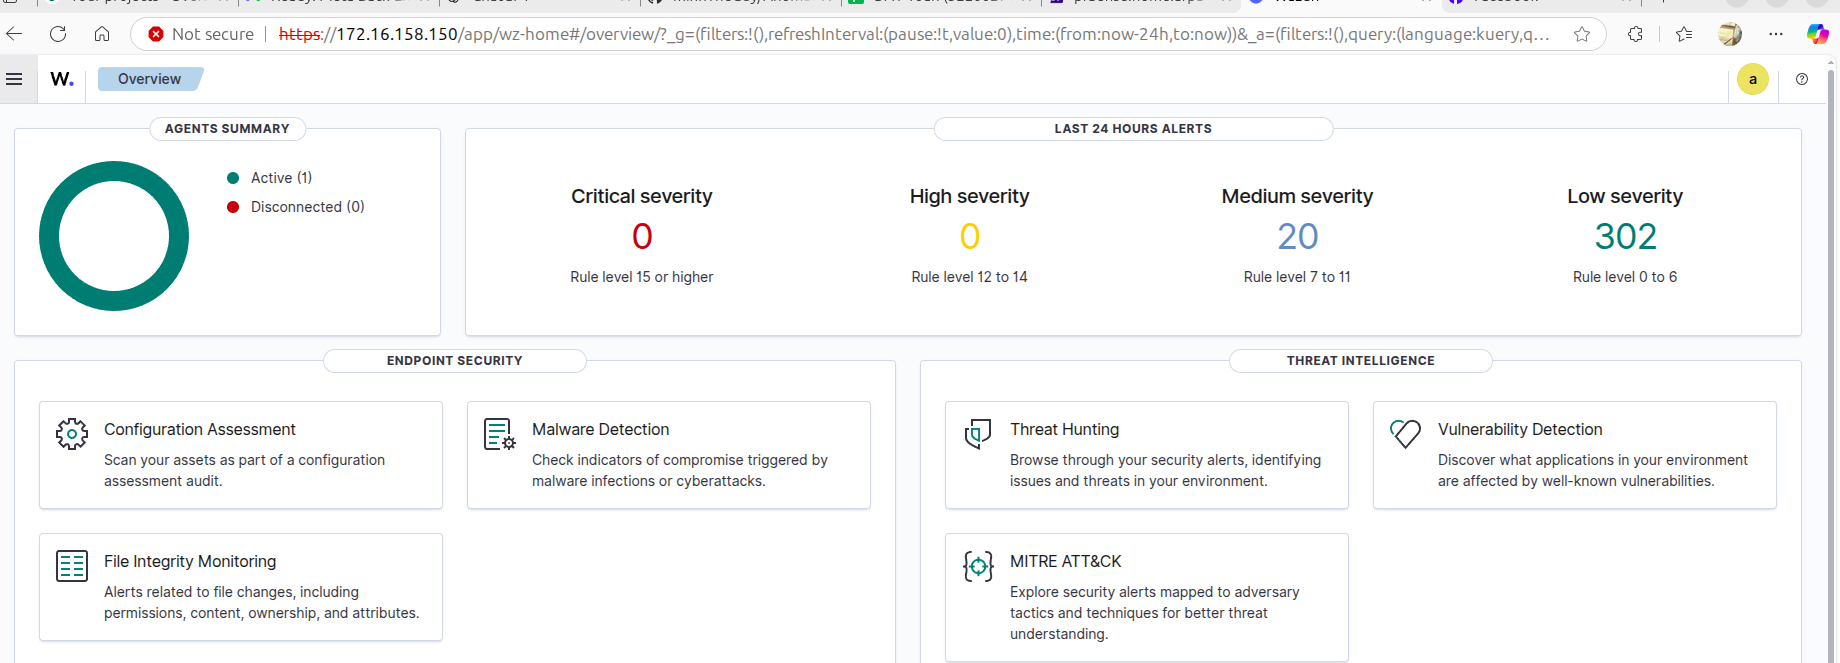 Not secure
https://172.16.158.150/app/wz-home#/overview/?_g=(filters:!(),refreshInterval:(pause:!t,value:0),time:(from:now-24h,to:now))&_a=(filters:!(),query:(language:kuery,q...
W.
Overview
a
AGENTS SUMMARY
Active (1)
Disconnected (0)
LAST 24 HOURS ALERTS
Critical severity
0
Rule level 15 or higher
High severity
0
Rule level 12 to 14
Medium severity
20
Rule level 7 to 11
Low severity
302
Rule level 0 to 6
ENDPOINT SECURITY
Configuration Assessment
Scan your assets as part of a configuration
assessment audit.
Malware Detection
Check indicators of compromise triggered by
malware infections or cyberattacks.
File Integrity Monitoring
Alerts related to file changes, including
permissions, content, ownership, and attributes.
THREAT INTELLIGENCE
Threat Hunting
Browse through your security alerts, identifying
issues and threats in your environment.
Vulnerability Detection
Discover what applications in your environment
are affected by well-known vulnerabilities.
MITRE ATT&CK
Explore security alerts mapped to adversary
tactics and techniques for better threat
understanding.